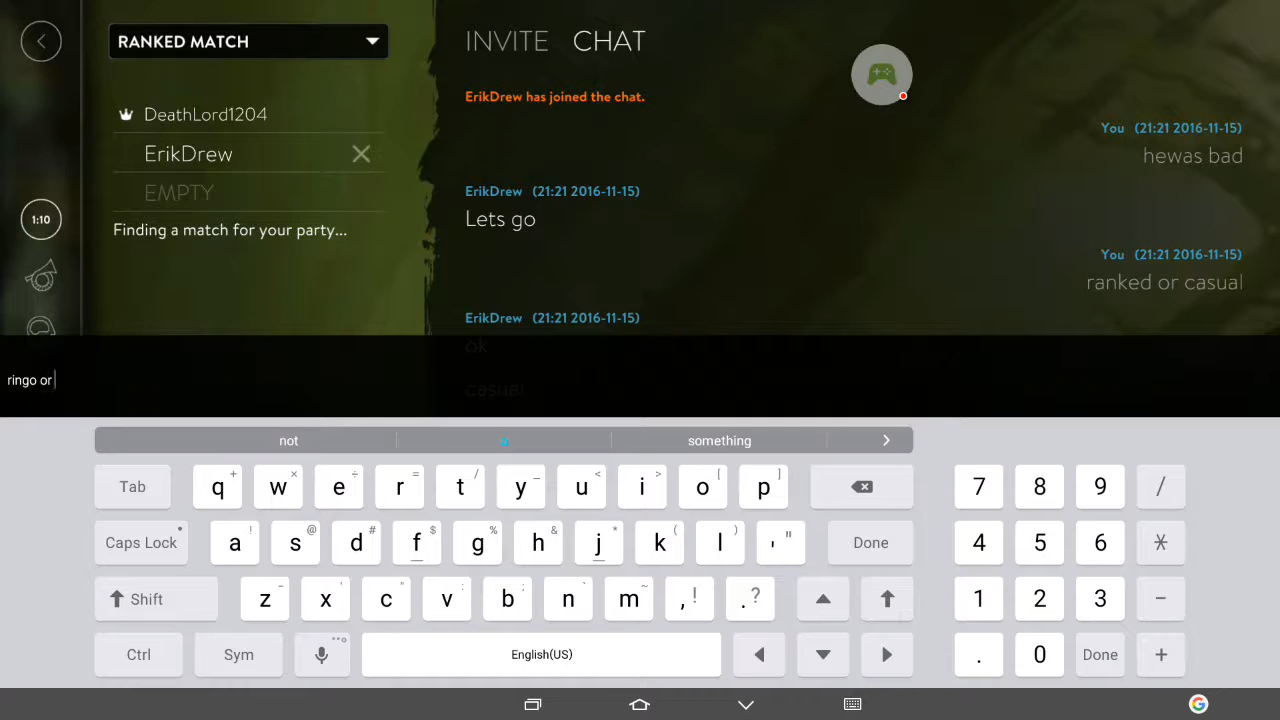 RANKED MATCH
DeathLord1204
ErikDrew
EMPTY
1:10
Finding a match for your party...
INVITE CHAT
ErikDrew has joined the chat.
You (21:21 2016-11-15)
hewas bad
ErikDrew (21:21 2016-11-15)
Lets go
You (21:21 2016-11-15)
ranked or casual
ErikDrew (21:21 2016-11-15)
ok
casual
ringo or
not a something >
Tab q + w × e ÷ r = t / y _ u < i > o [ p ] 7 8 9 /
Caps Lock a ! s @ d # f $ g % h & j * k ( l ) ' " Done 4 5 6 *
Shift z - x ' c " v : b ; n ` m ~ , ! . ? 1 2 3 -
Ctrl Sym English(US) . 0 Done +
G